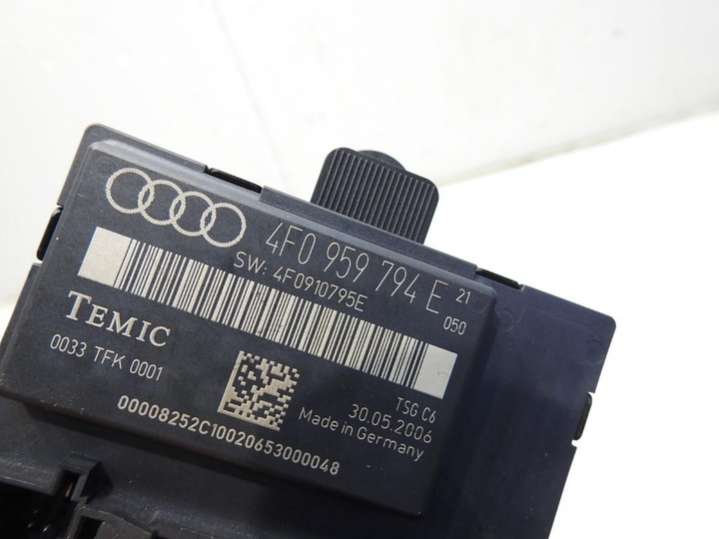 4F0 959 794 E 21
SW: 4F0910795E 050
TEMIC
TSG C6
0033 TFK 0001
30.05.2006
Made in Germany
00008252C10020653000048